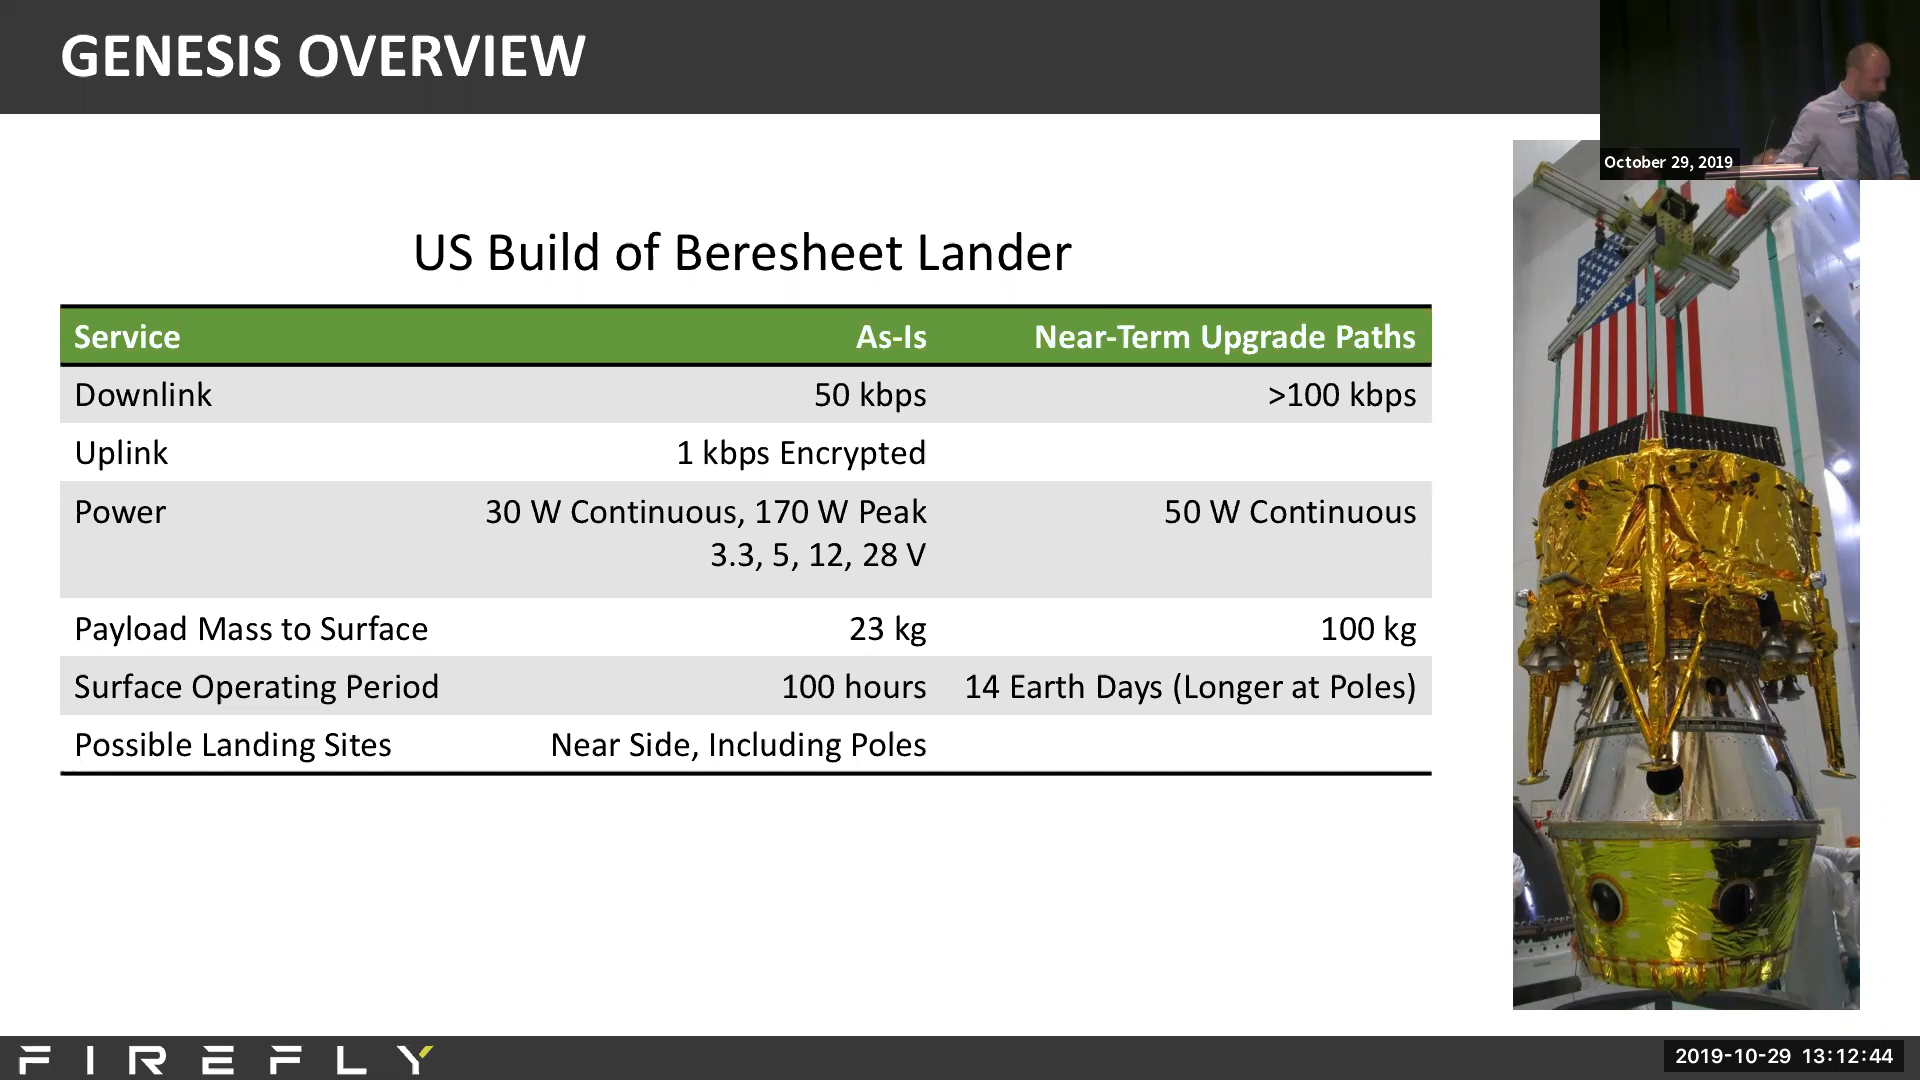 GENESIS OVERVIEW
October 29, 2019
US Build of Beresheet Lander
Service As-Is Near-Term Upgrade Paths
Downlink 50 kbps >100 kbps
Uplink 1 kbps Encrypted
Power 30 W Continuous, 170 W Peak 50 W Continuous
3.3, 5, 12, 28 V
Payload Mass to Surface 23 kg 100 kg
Surface Operating Period 100 hours 14 Earth Days (Longer at Poles)
Possible Landing Sites Near Side, Including Poles
FIREFLY
2019-10-29 13:12:44